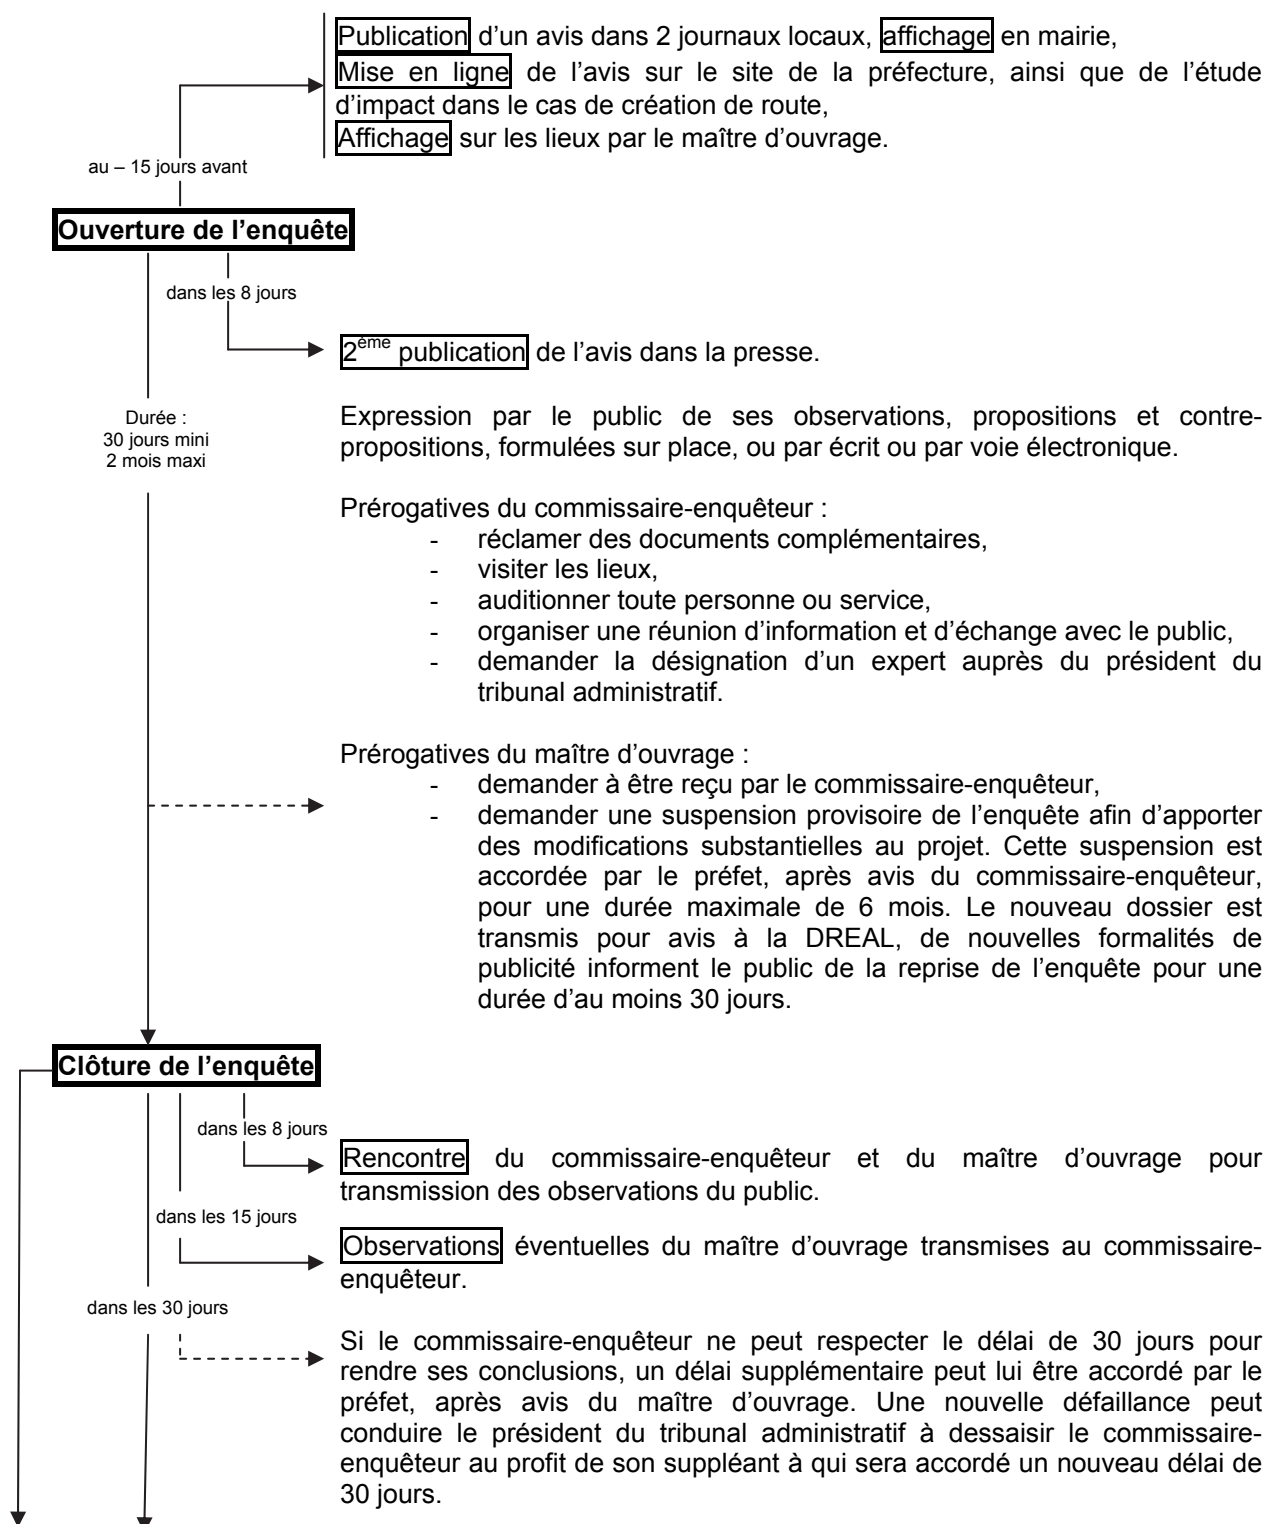 Publication d’un avis dans 2 journaux locaux, affichage en mairie,
Mise en ligne de l’avis sur le site de la préfecture, ainsi que de l’étude
d’impact dans le cas de création de route,
Affichage sur les lieux par le maître d’ouvrage.
au – 15 jours avant
Ouverture de l’enquête
dans les 8 jours
2ème publication de l’avis dans la presse.
Durée :
30 jours mini
2 mois maxi
Expression par le public de ses observations, propositions et contre-
propositions, formulées sur place, ou par écrit ou par voie électronique.
Prérogatives du commissaire-enquêteur :
- réclamer des documents complémentaires,
- visiter les lieux,
- auditionner toute personne ou service,
- organiser une réunion d’information et d’échange avec le public,
- demander la désignation d’un expert auprès du président du
tribunal administratif.
Prérogatives du maître d’ouvrage :
- demander à être reçu par le commissaire-enquêteur,
- demander une suspension provisoire de l’enquête afin d’apporter
des modifications substantielles au projet. Cette suspension est
accordée par le préfet, après avis du commissaire-enquêteur,
pour une durée maximale de 6 mois. Le nouveau dossier est
transmis pour avis à la DREAL, de nouvelles formalités de
publicité informent le public de la reprise de l’enquête pour une
durée d’au moins 30 jours.
Clôture de l’enquête
dans les 8 jours
Rencontre du commissaire-enquêteur et du maître d’ouvrage pour
transmission des observations du public.
dans les 15 jours
Observations éventuelles du maître d’ouvrage transmises au commissaire-
enquêteur.
dans les 30 jours
Si le commissaire-enquêteur ne peut respecter le délai de 30 jours pour
rendre ses conclusions, un délai supplémentaire peut lui être accordé par le
préfet, après avis du maître d’ouvrage. Une nouvelle défaillance peut
conduire le président du tribunal administratif à dessaisir le commissaire-
enquêteur au profit de son suppléant à qui sera accordé un nouveau délai de
30 jours.